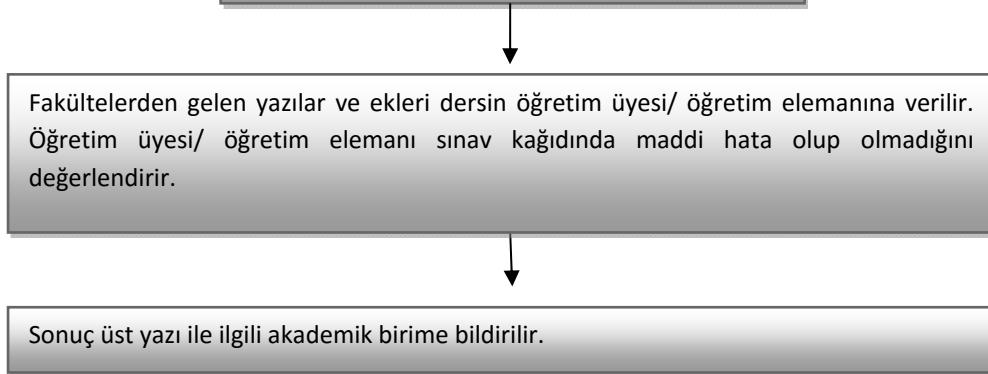 Fakültelerden gelen yazılar ve ekleri dersin öğretim üyesi/ öğretim elemanına verilir.
Öğretim üyesi/ öğretim elemanı sınav kağıdında maddi hata olup olmadığını
değerlendirir.
Sonuç üst yazı ile ilgili akademik birime bildirilir.